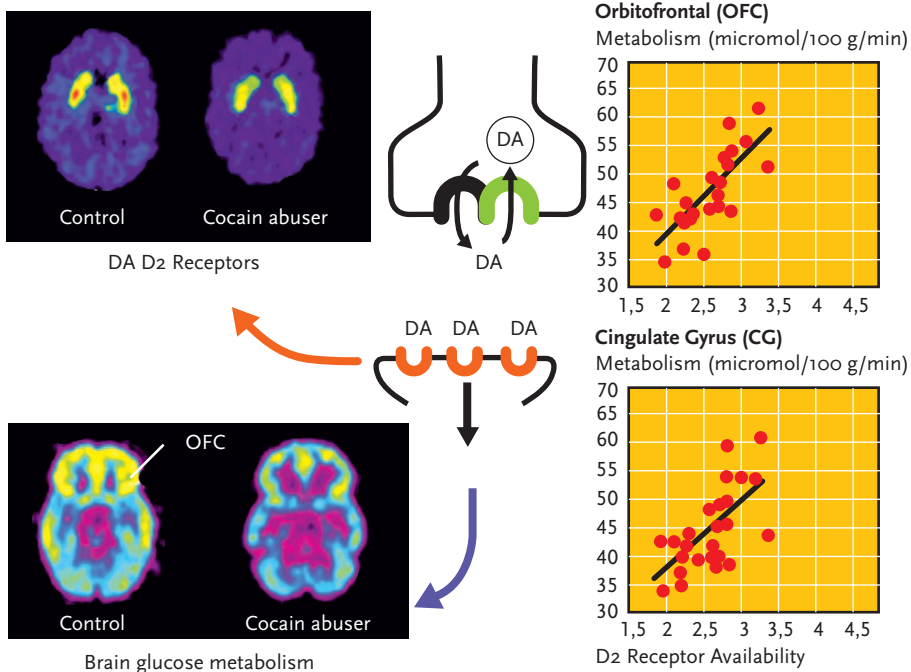 Control
Cocain abuser
DA D2 Receptors
DA
DA
DA DA DA
OFC
Control
Cocain abuser
Brain glucose metabolism
Orbitofrontal (OFC)
Metabolism (micromol/100 g/min)
70
65
60
55
50
45
40
35
30
1,5 2 2,5 3 3,5 4 4,5
Cingulate Gyrus (CG)
Metabolism (micromol/100 g/min)
70
65
60
55
50
45
40
35
30
1,5 2 2,5 3 3,5 4 4,5
D2 Receptor Availability